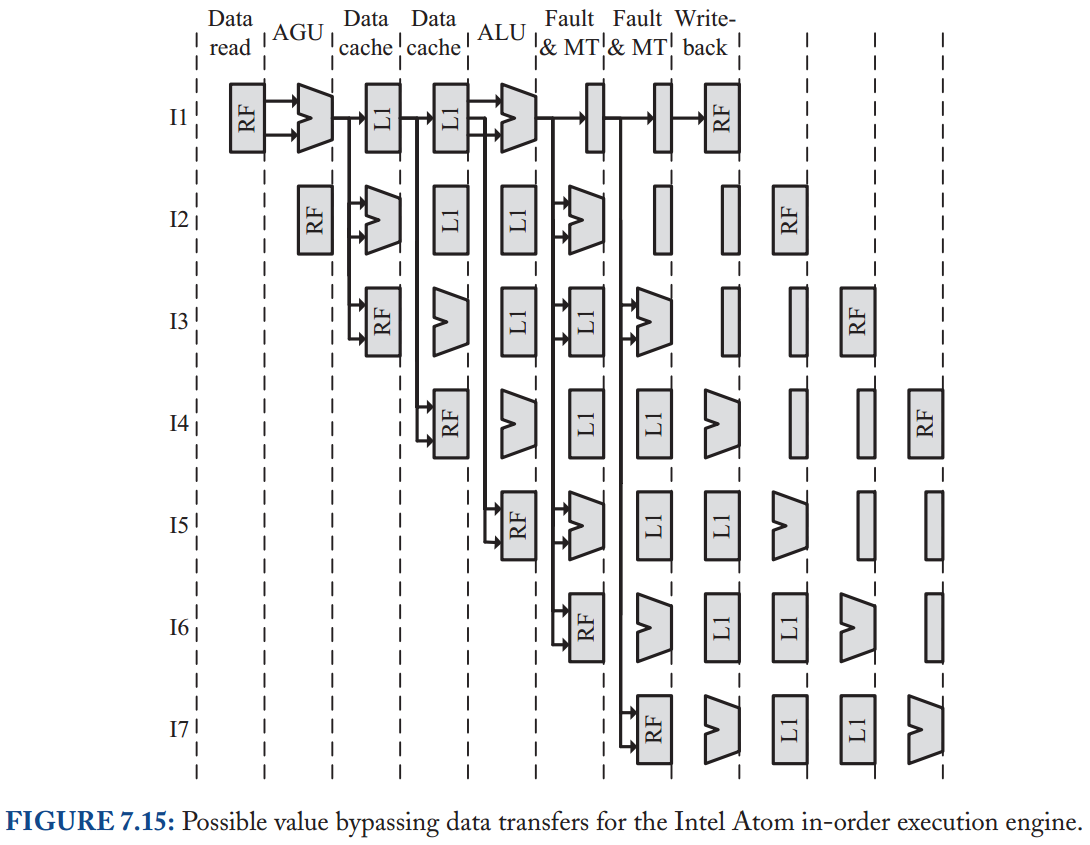 Data read
AGU
Data cache
Data cache
ALU
Fault & MT
Fault & MT
Write-back
I1 RF L1 L1 RF
I2 RF L1 L1 RF
I3 RF L1 L1 RF
I4 RF L1 L1 RF
I5 RF L1 L1
I6 RF L1 L1
I7 RF L1 L1
FIGURE 7.15: Possible value bypassing data transfers for the Intel Atom in-order execution engine.